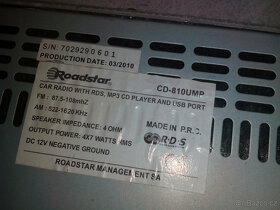 S/N: 7029290601
PRODUCTION DATE: 03/2010
Roadstar
CD-810UMP
CAR RADIO WITH RDS, MP3 CD PLAYER AND USB PORT
FM : 87.5-108mhZ
AM : 522-1620 KHz
SPEAKER IMPEDANCE: 4 OHM
MADE IN P.R.C.
OUTPUT POWER: 4X7 WATTS RMS
R·D·S
DC 12V NEGATIVE GROUND
ROADSTAR MANAGEMENT SA